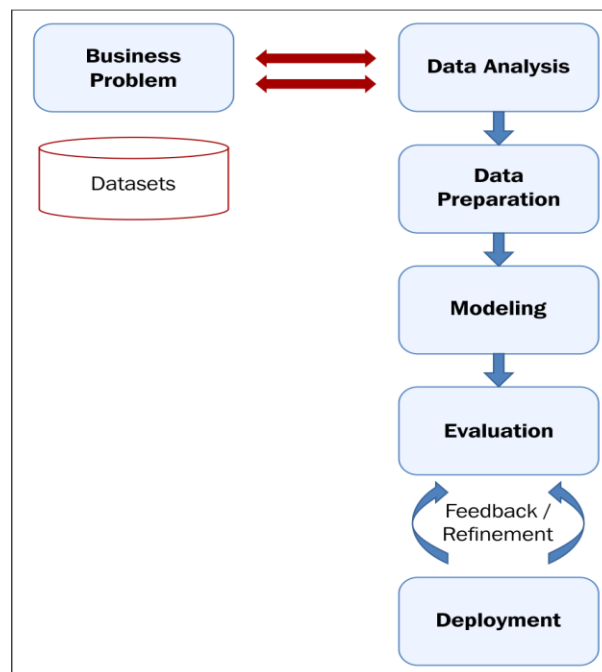 Business
Problem
Data Analysis
Datasets
Data
Preparation
Modeling
Evaluation
Feedback /
Refinement
Deployment